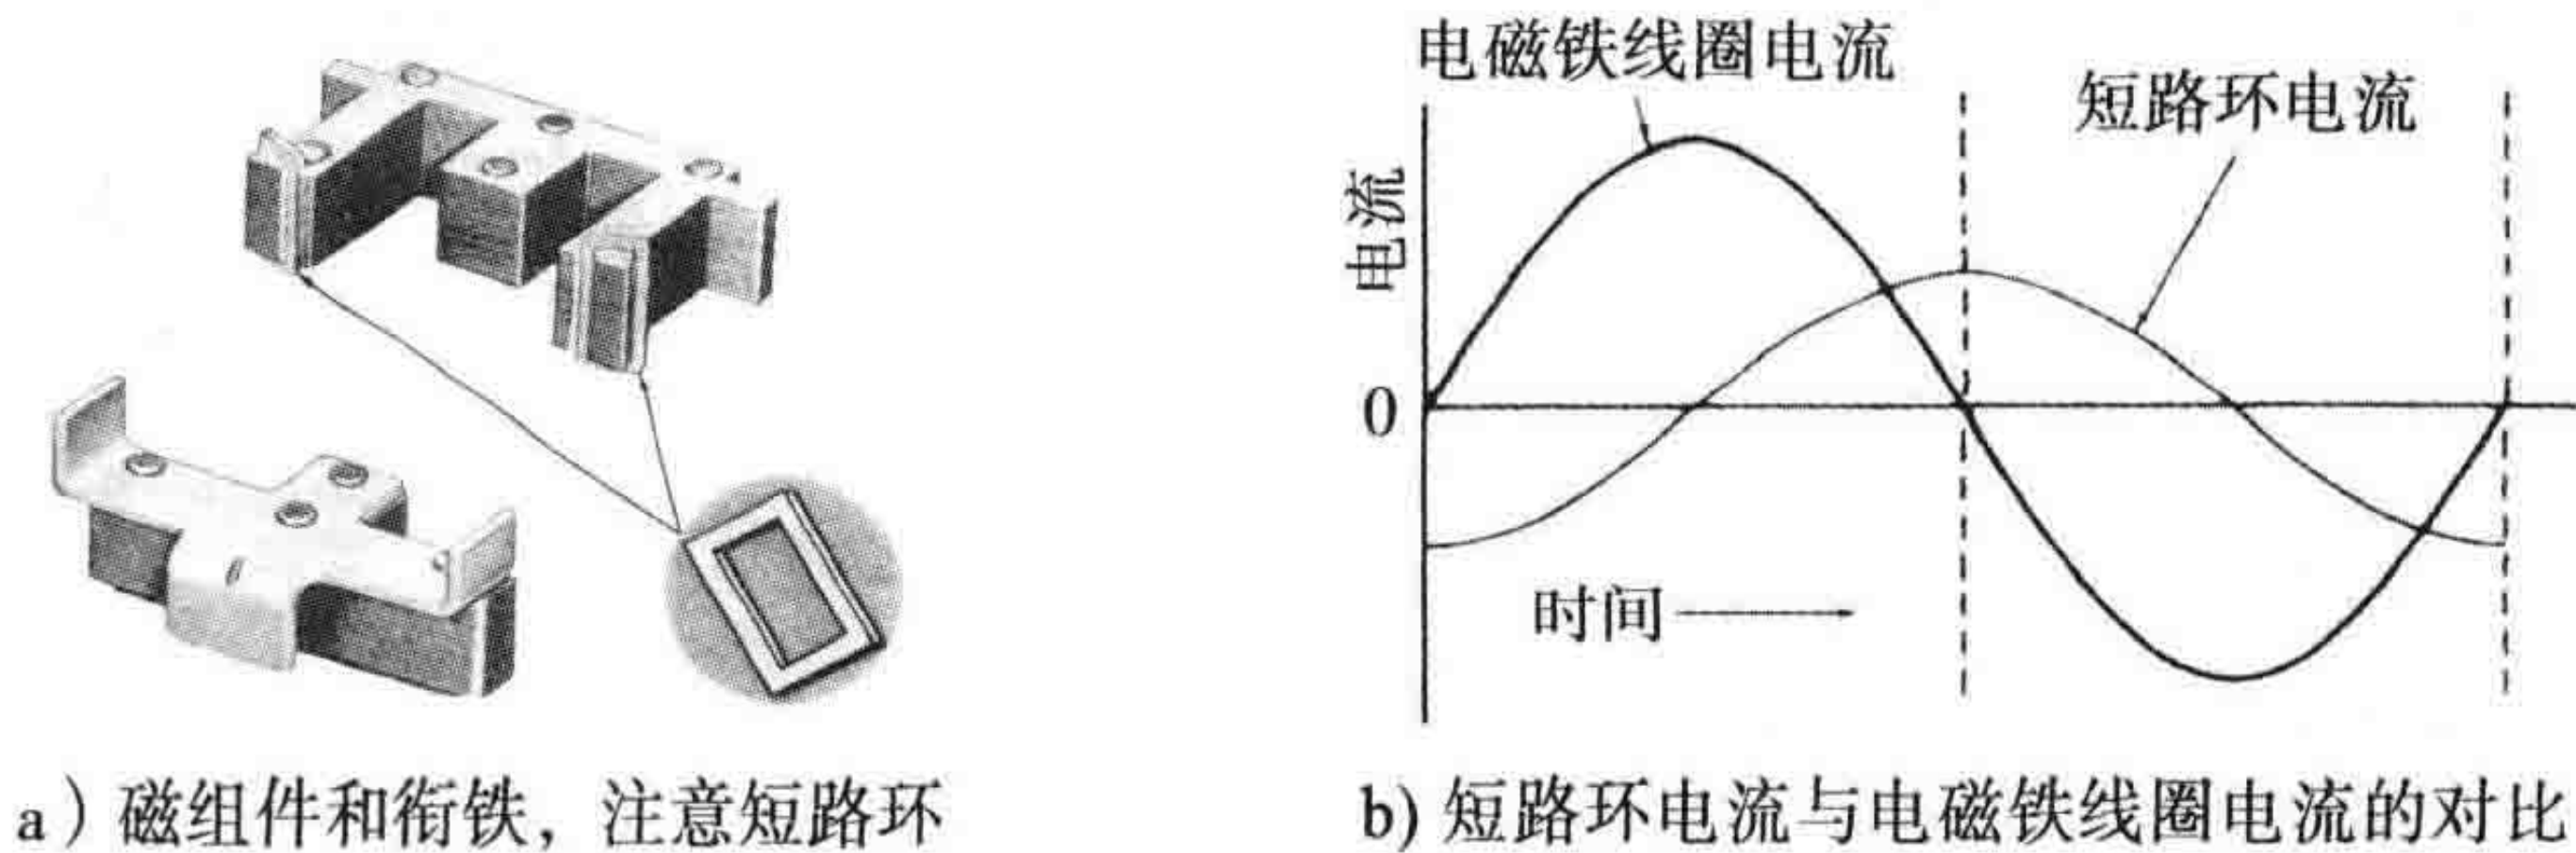 电磁铁线圈电流
短路环电流
电流
0
时间
a）磁组件和衔铁，注意短路环
b) 短路环电流与电磁铁线圈电流的对比